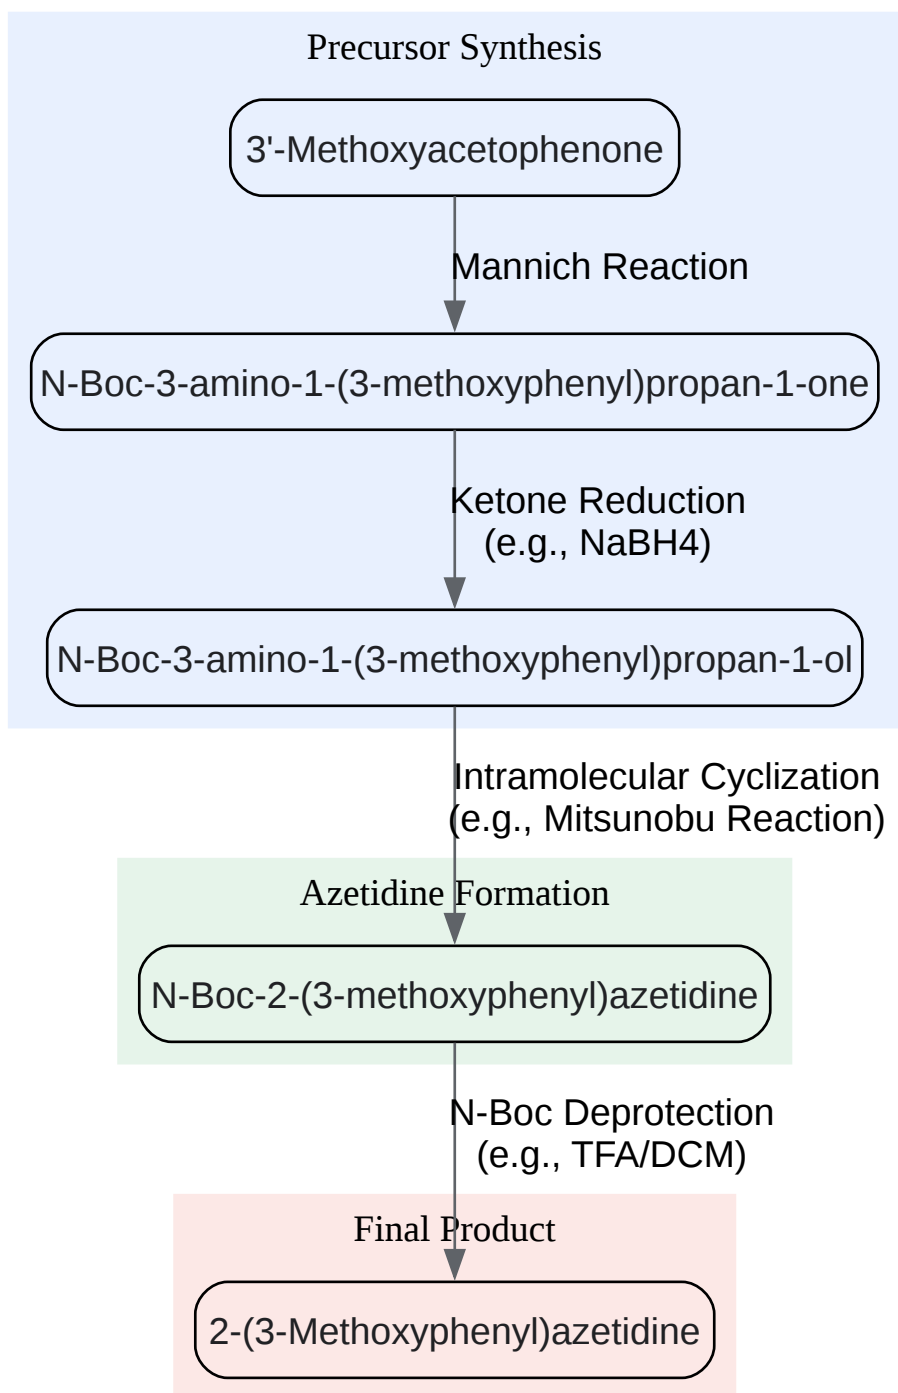 Precursor Synthesis
3'-Methoxyacetophenone
Mannich Reaction
N-Boc-3-amino-1-(3-methoxyphenyl)propan-1-one
Ketone Reduction
(e.g., NaBH4)
N-Boc-3-amino-1-(3-methoxyphenyl)propan-1-ol
Intramolecular Cyclization
(e.g., Mitsunobu Reaction)
Azetidine Formation
N-Boc-2-(3-methoxyphenyl)azetidine
N-Boc Deprotection
(e.g., TFA/DCM)
Final Product
2-(3-Methoxyphenyl)azetidine